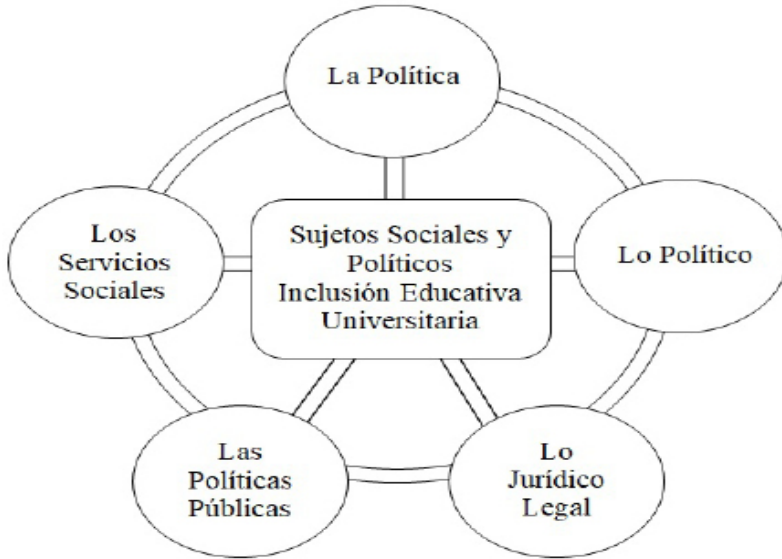 La Política
Los
Servicios
Sociales
Sujetos Sociales y
Políticos
Inclusión Educativa
Universitaria
Lo Político
Las
Políticas
Públicas
Lo
Jurídico
Legal